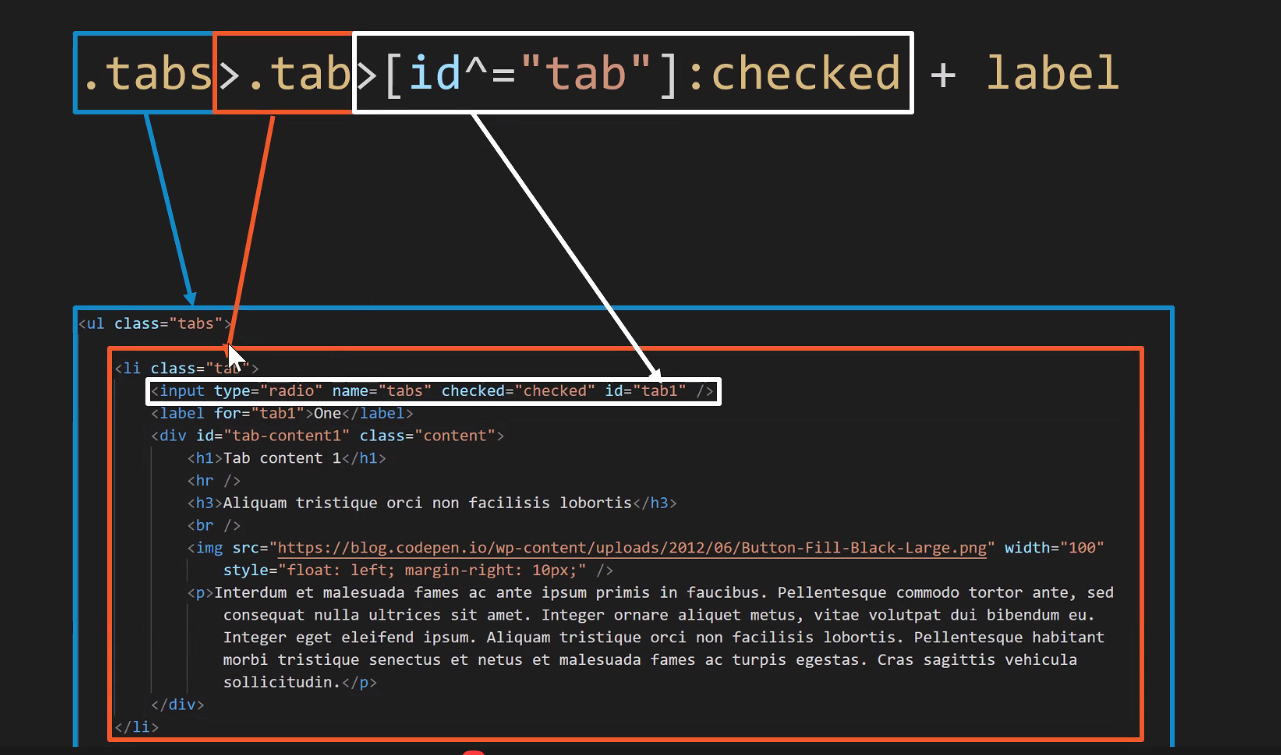 .tabs>.tab>[id^="tab"]:checked + label
<ul class="tabs">
<li class="tab">
<input type="radio" name="tabs" checked="checked" id="tab1" />
<label for="tab1">One</label>
<div id="tab-content1" class="content">
<h1>Tab content 1</h1>
<hr />
<h3>Aliquam tristique orci non facilisis lobortis</h3>
<br />
<img src="https://blog.codepen.io/wp-content/uploads/2012/06/Button-Fill-Black-Large.png" width="100"
style="float: left; margin-right: 10px;" />
<p>Interdum et malesuada fames ac ante ipsum primis in faucibus. Pellentesque commodo tortor ante, sed
consequat nulla ultrices sit amet. Integer ornare aliquet metus, vitae volutpat dui bibendum eu.
Integer eget eleifend ipsum. Aliquam tristique orci non facilisis lobortis. Pellentesque habitant
morbi tristique senectus et netus et malesuada fames ac turpis egestas. Cras sagittis vehicula
sollicitudin.</p>
</div>
</li>